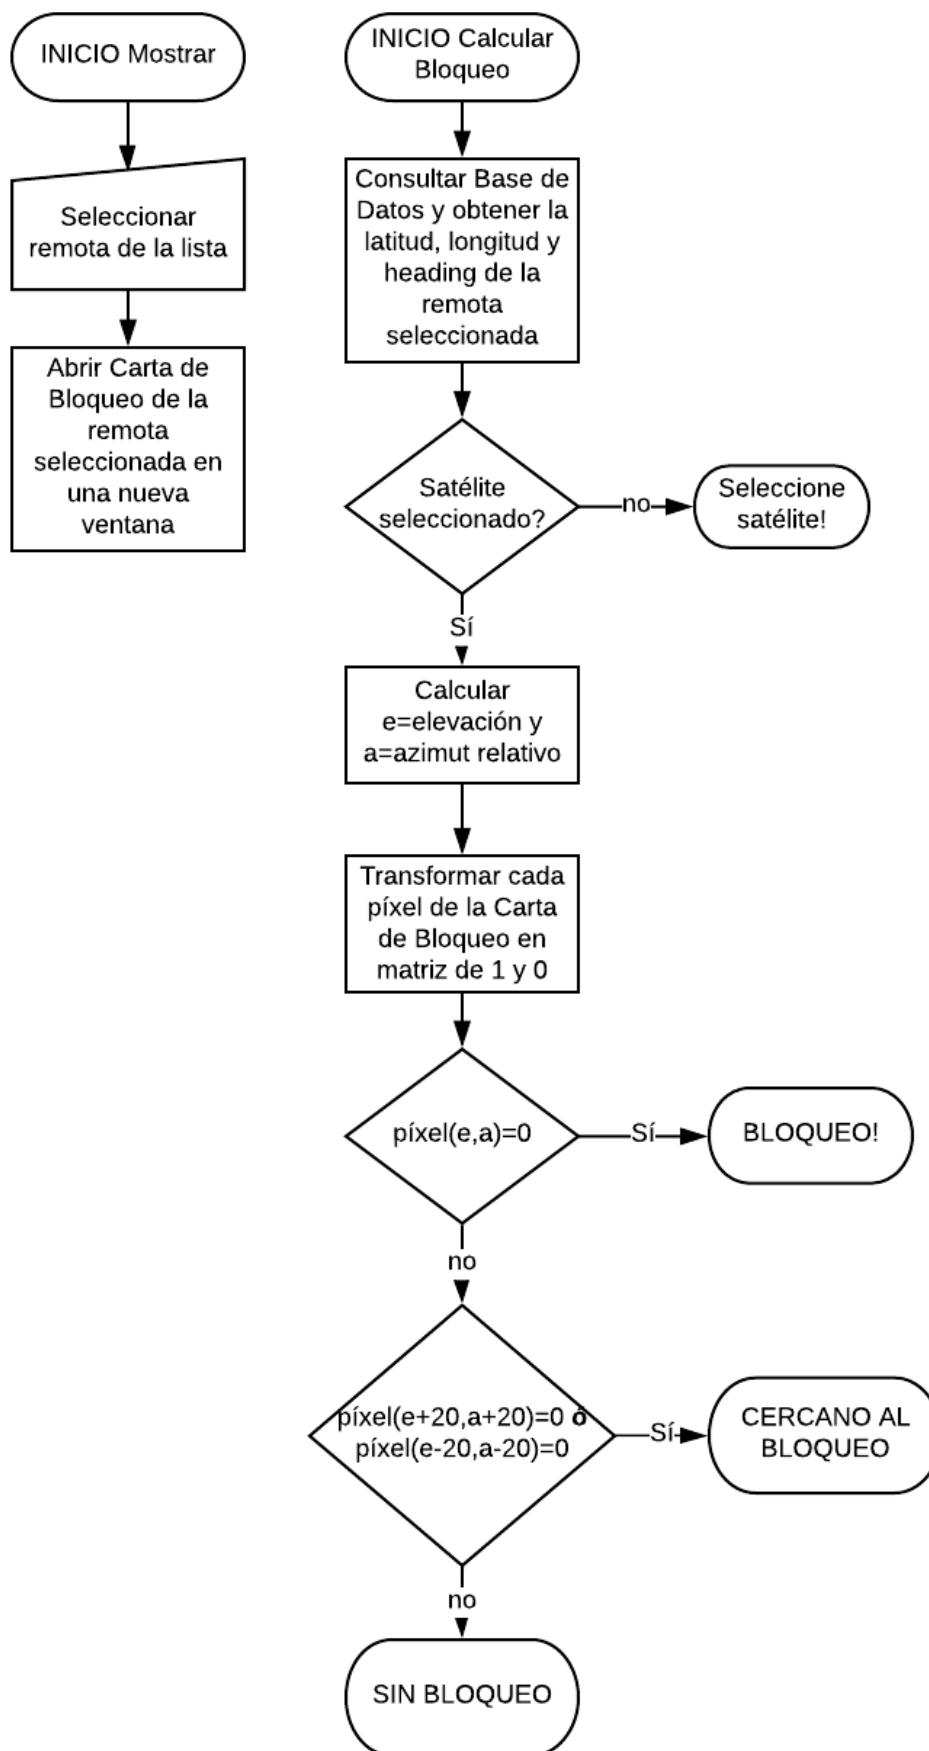 INICIO Mostrar
Seleccionar
remota de la lista
Abrir Carta de
Bloqueo de la
remota
seleccionada en
una nueva
ventana
INICIO Calcular
Bloqueo
Consultar Base de
Datos y obtener la
latitud, longitud y
heading de la
remota
seleccionada
Satélite
seleccionado?
no
Seleccione
satélite!
Sí
Calcular
e=elevación y
a=azimut relativo
Transformar cada
píxel de la Carta
de Bloqueo en
matriz de 1 y 0
píxel(e,a)=0
Sí
BLOQUEO!
no
píxel(e+20,a+20)=0 ó
píxel(e-20,a-20)=0
Sí
CERCANO AL
BLOQUEO
no
SIN BLOQUEO